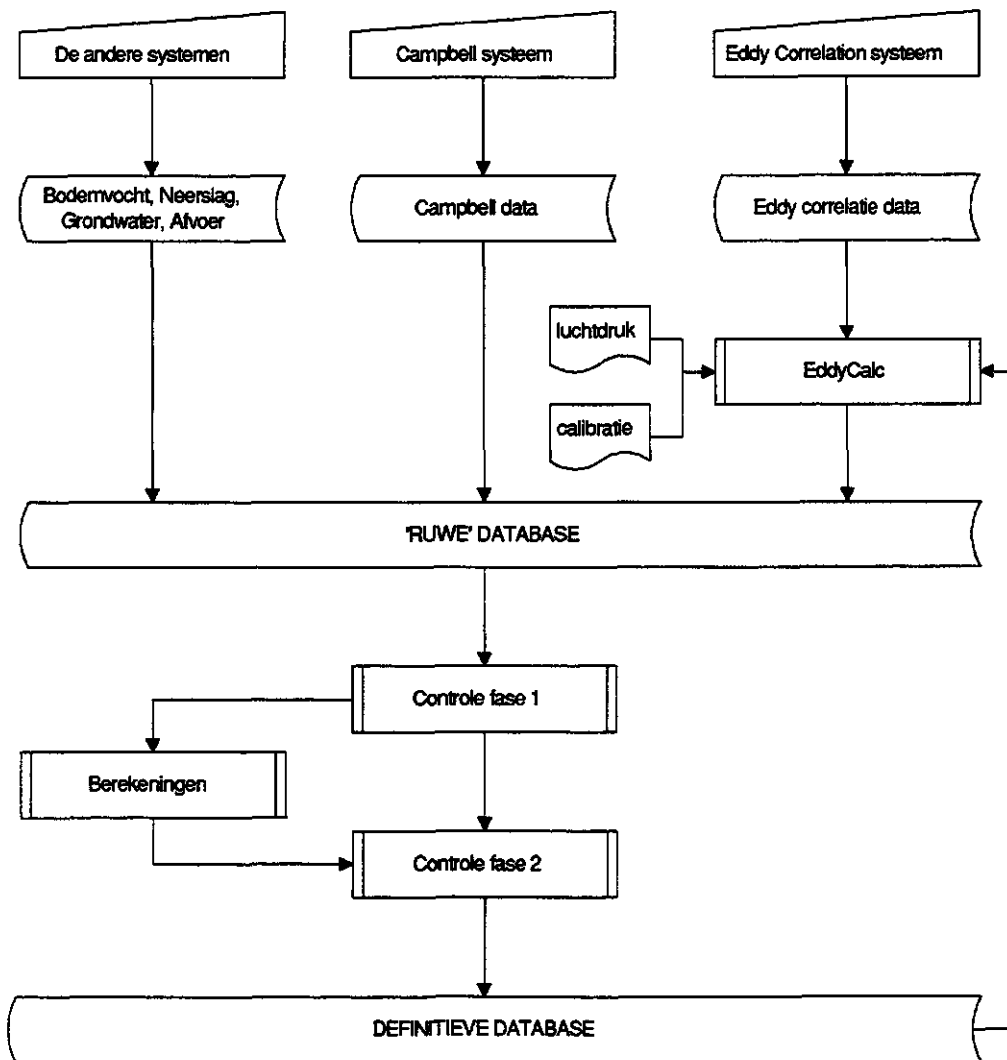 De andere systemen
Campbell systeem
Eddy Correlation systeem
Bodemvocht, Neerslag,
Grondwater, Afvoer
Campbell data
Eddy correlatie data
luchtdruk
EddyCalc
calibratie
'RUWE' DATABASE
Controle fase 1
Berekeningen
Controle fase 2
DEFINITIEVE DATABASE